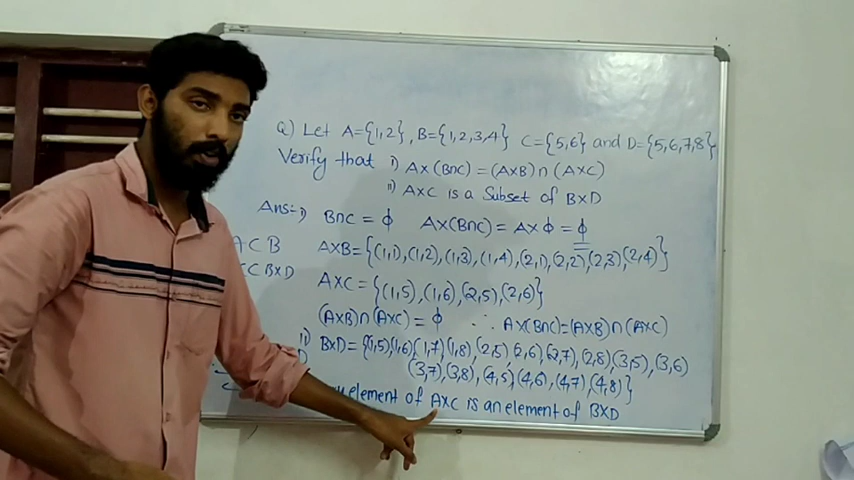 Q) Let A={1,2}, B={1,2,3,4} C={5,6} and D={5,6,7,8}
Verify that i) A×(B∩C)=(A×B)∩(A×C)
ii) A×C is a Subset of B×D
Ans:- i) B∩C = ϕ A×(B∩C)= A×ϕ = ϕ
A⊂B A×B={(1,1),(1,2),(1,3),(1,4),(2,1),(2,2),(2,3),(2,4)}
C⊂B×D A×C ={(1,5),(1,6),(2,5),(2,6)}
(A×B)∩(A×C)= ϕ ∴ A×(B∩C)=(A×B)∩(A×C)
ii) B×D={(1,5),(1,6),(1,7),(1,8),(2,5),(2,6),(2,7),(2,8),(3,5),(3,6)
(3,7),(3,8),(4,5),(4,6),(4,7),(4,8)}
element of A×C is an element of B×D